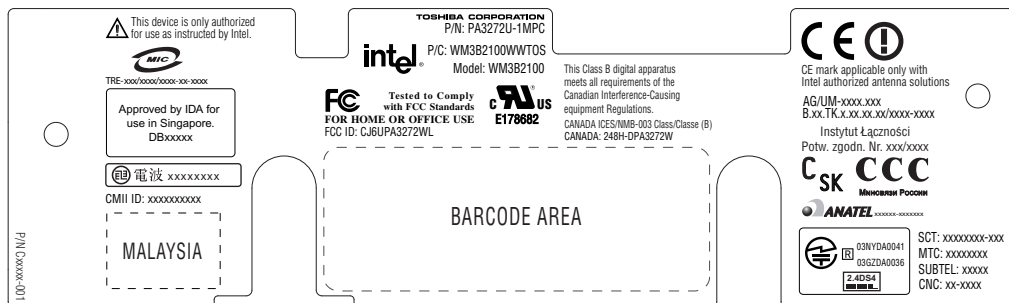 This device is only authorized
for use as instructed by Intel.
MIC
TRE-xxx/xxxx/xxxx-xx-xxxx
Approved by IDA for
use in Singapore.
DBxxxxx
電波 xxxxxxxx
CMII ID: xxxxxxxxxx
MALAYSIA
P/N Cxxxxx-001
TOSHIBA CORPORATION
P/N: PA3272U-1MPC
intel®
P/C: WM3B2100WWTOS
Model: WM3B2100
FC
Tested to Comply
with FCC Standards
FOR HOME OR OFFICE USE
FCC ID: CJ6UPA3272WL
C RU US
E178682
This Class B digital apparatus
meets all requirements of the
Canadian Interference-Causing
equipment Regulations.
CANADA ICES/NMB-003 Class/Classe (B)
CANADA: 248H-DPA3272W
BARCODE AREA
CE
CE mark applicable only with
Intel authorized antenna solutions
AG/UM-xxxx.xxx
B.xx.TK.x.xx.xx.xx/xxxx-xxxx
Instytut Łączności
Potw. zgodn. Nr. xxx/xxxx
CSK CCC
Минсвязи России
ANATEL xxxxxx-xxxxxxx
R 03NYDA0041
03GZDA0036
2.4DS4
SCT: xxxxxxxx-xxx
MTC: xxxxxxxx
SUBTEL: xxxxx
CNC: xx-xxxx